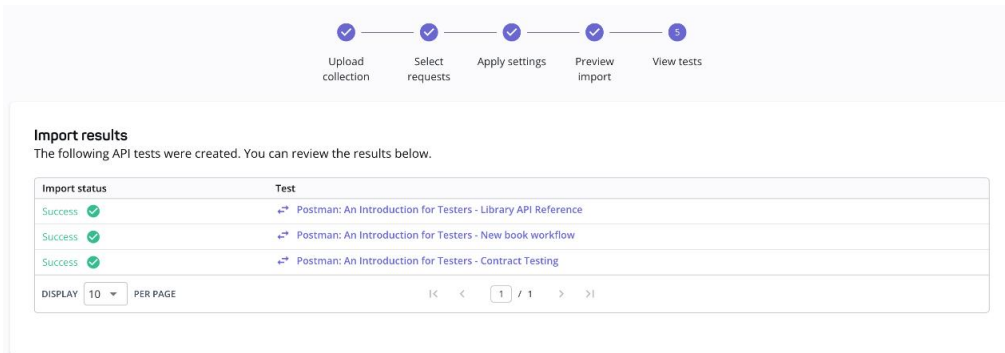 5
Upload collection
Select requests
Apply settings
Preview import
View tests
Import results
The following API tests were created. You can review the results below.
Import status Test
Success Postman: An Introduction for Testers - Library API Reference
Success Postman: An Introduction for Testers - New book workflow
Success Postman: An Introduction for Testers - Contract Testing
DISPLAY 10 PER PAGE 1 / 1